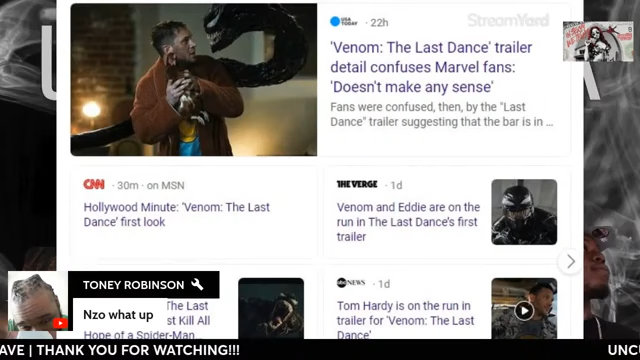 USA
TODAY · 22h
StreamYard
'Venom: The Last Dance' trailer
detail confuses Marvel fans:
'Doesn't make any sense'
Fans were confused, then, by the "Last
Dance" trailer suggesting that the bar is in ...
CNN · 30m · on MSN
Hollywood Minute: 'Venom: The Last
Dance' first look
THE VERGE · 1d
Venom and Eddie are on the
run in The Last Dance's first
trailer
abc NEWS · 1d
Tom Hardy is on the run in
trailer for 'Venom: The Last
Dance'
TONEY ROBINSON
Nzo what up
The Last
st Kill All
Hope of a Spider-Man...
AVE | THANK YOU FOR WATCHING!!!
UNCU